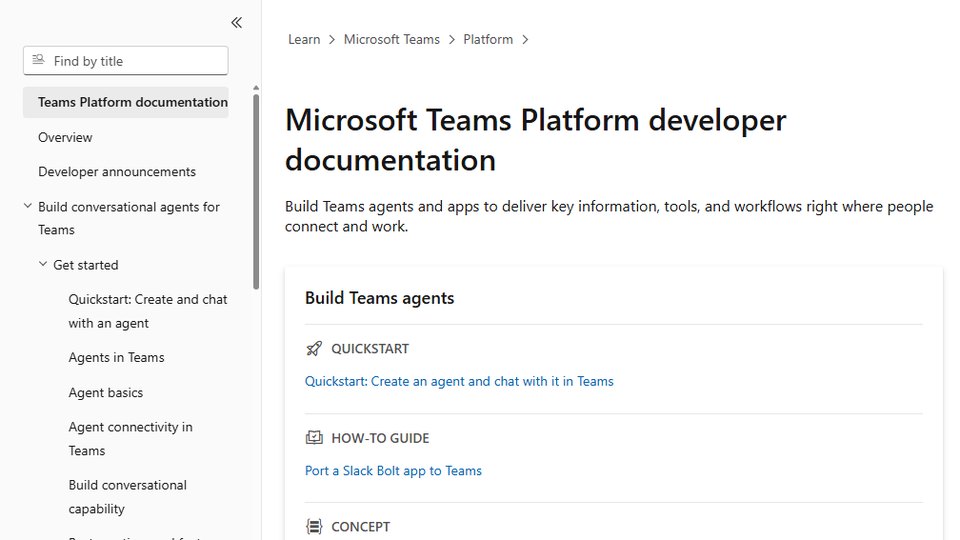 Find by title
Teams Platform documentation
Overview
Developer announcements
Build conversational agents for
Teams
Get started
Quickstart: Create and chat
with an agent
Agents in Teams
Agent basics
Agent connectivity in
Teams
Build conversational
capability
Learn
Microsoft Teams
Platform
Microsoft Teams Platform developer
documentation
Build Teams agents and apps to deliver key information, tools, and workflows right where people
connect and work.
Build Teams agents
QUICKSTART
Quickstart: Create an agent and chat with it in Teams
HOW-TO GUIDE
Port a Slack Bolt app to Teams
CONCEPT